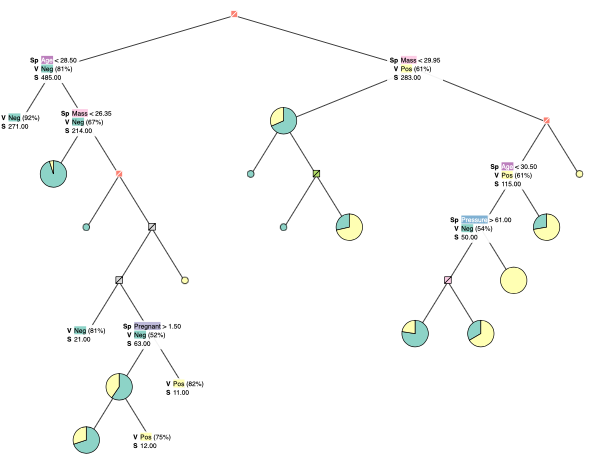 Sp Age < 28.50
V Neg (81%)
S 485.00
Sp Mass < 29.95
V Pos (61%)
S 283.00
V Neg (92%)
S 271.00
Sp Mass < 26.35
V Neg (67%)
S 214.00
Sp Age < 30.50
V Pos (61%)
S 115.00
Sp Pressure > 61.00
V Neg (54%)
S 50.00
V Neg (81%)
S 21.00
Sp Pregnant > 1.50
V Neg (52%)
S 63.00
V Pos (82%)
S 11.00
V Pos (75%)
S 12.00